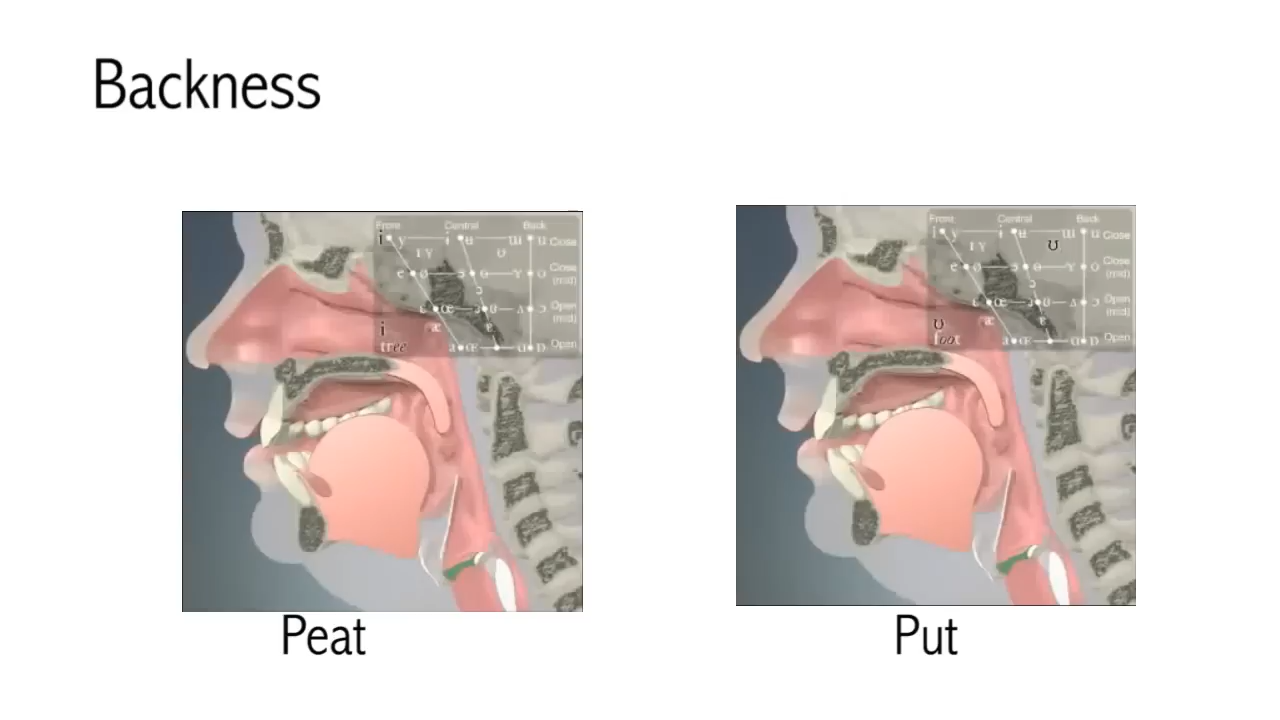 Backness
Front Central Back
i y i ʉ ɯ u Close
I Y ʊ
e ø ɘ ɵ ɤ o Close (mid)
ə
ɛ œ ɜ ɞ ʌ ɔ Open (mid)
æ ɐ
a ɶ ɑ ɒ Open
i
tree
Front Central Back
i y i ʉ ɯ u Close
I Y ʊ
e ø ɘ ɵ ɤ o Close (mid)
ə
ɛ œ ɜ ɞ ʌ ɔ Open (mid)
æ ɐ
a ɶ ɑ ɒ Open
ʊ
foot
Peat
Put